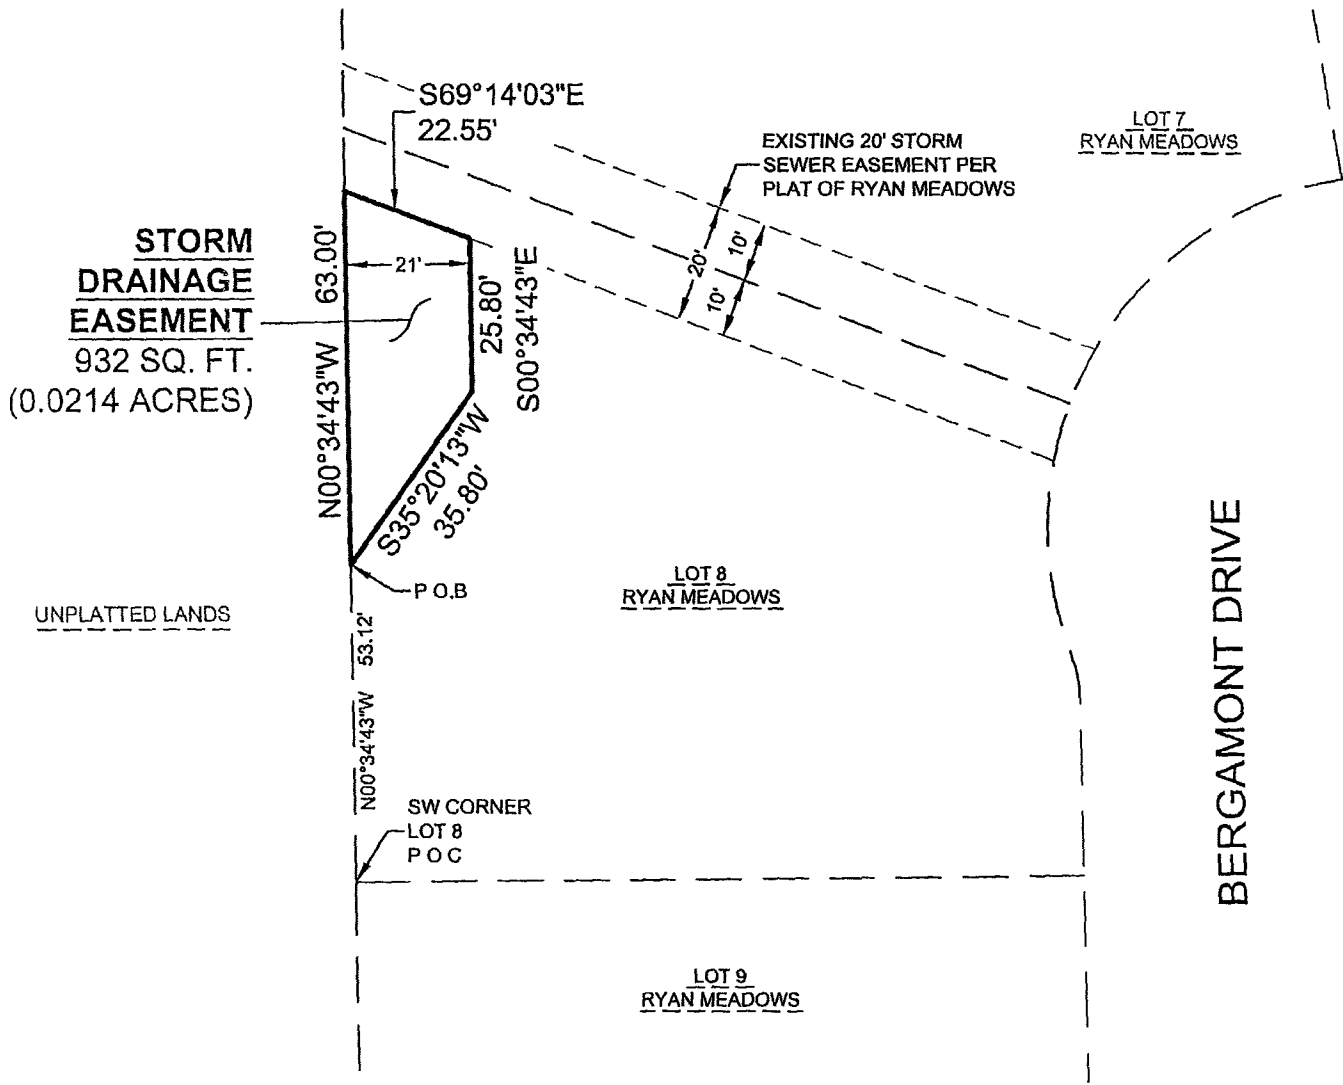 S69°14'03"E
22.55'
LOT 7
RYAN MEADOWS
EXISTING 20' STORM
SEWER EASEMENT PER
PLAT OF RYAN MEADOWS
STORM
DRAINAGE
EASEMENT
932 SQ. FT.
(0.0214 ACRES)
N00°34'43"W 63.00'
21'
25.80'
S00°34'43"E
20'
10'
10'
S35°20'13"W
35.80'
P O.B
LOT 8
RYAN MEADOWS
UNPLATTED LANDS
N00°34'43"W 53.12'
SW CORNER
LOT 8
P O C
BERGAMONT DRIVE
LOT 9
RYAN MEADOWS